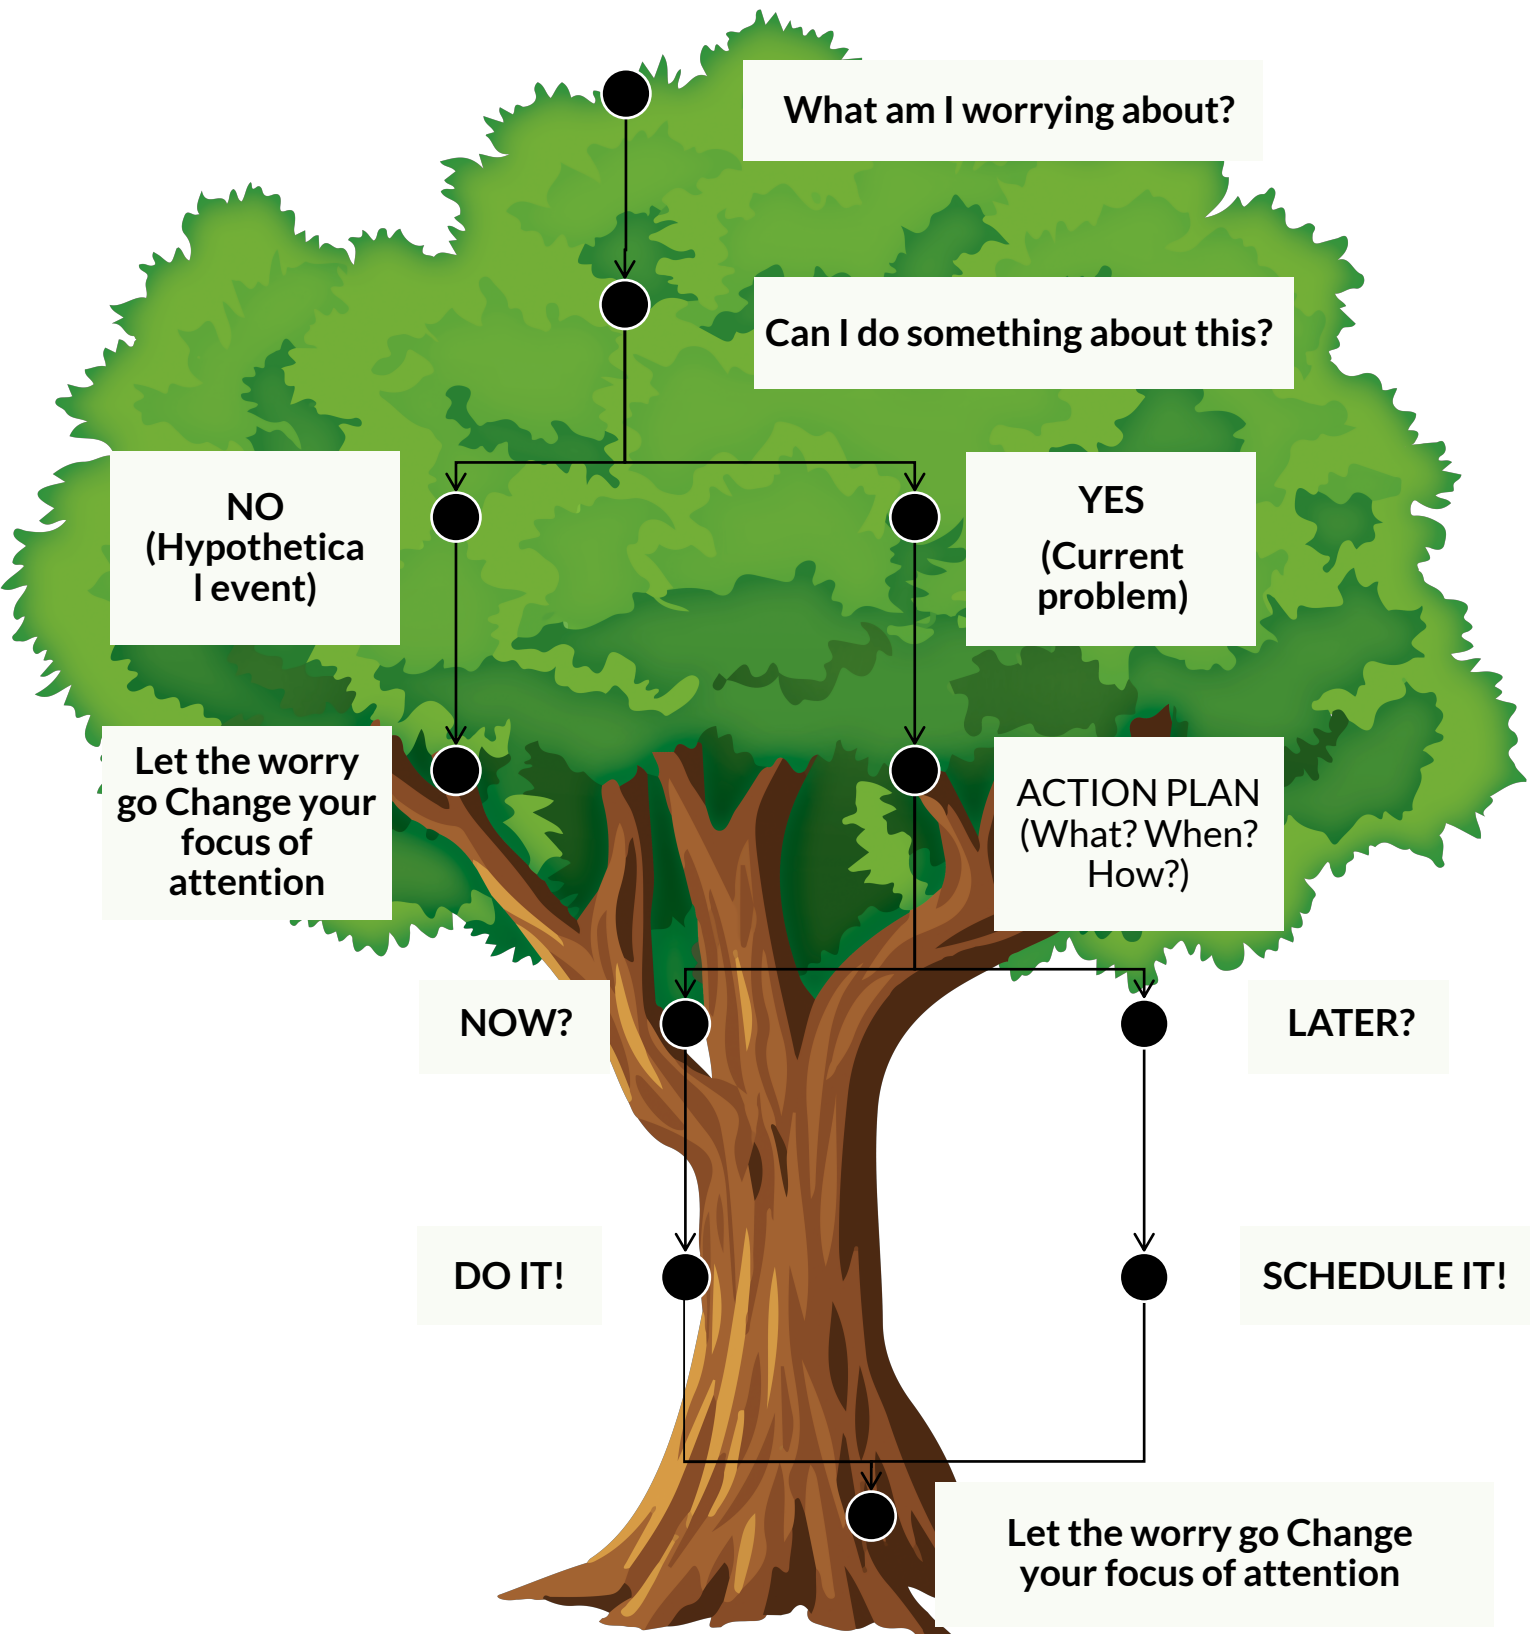 What am I worrying about?
Can I do something about this?
NO
(Hypothetica
l event)
YES
(Current
problem)
Let the worry
go Change your
focus of
attention
ACTION PLAN
(What? When?
How?)
NOW?
LATER?
DO IT!
SCHEDULE IT!
Let the worry go Change
your focus of attention